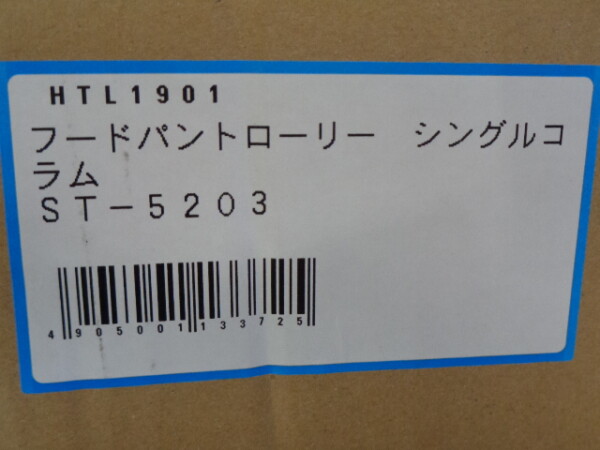 HTL1901
フードパントローリー　シングルコ
ラム
ＳＴ－５２０３
4905001133725